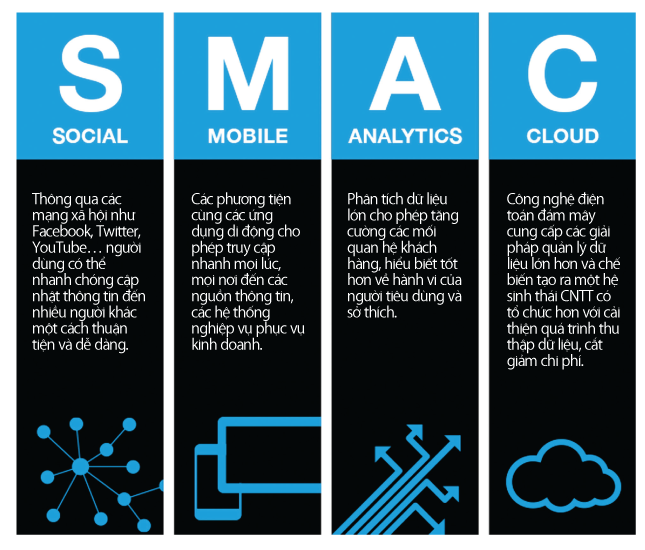 S
SOCIAL
Thông qua các
mạng xã hội như
Facebook, Twitter,
YouTube… người
dùng có thể
nhanh chóng cập
nhật thông tin đến
nhiều người khác
một cách thuận
tiện và dễ dàng.
M
MOBILE
Các phương tiện
cùng các ứng
dụng di động cho
phép truy cập
nhanh mọi lúc,
mọi nơi đến các
nguồn thông tin,
các hệ thống
nghiệp vụ phục vụ
kinh doanh.
A
ANALYTICS
Phân tích dữ liệu
lớn cho phép tăng
cường các mối
quan hệ khách
hàng, hiểu biết tốt
hơn về hành vi của
người tiêu dùng và
sở thích.
C
CLOUD
Công nghệ điện
toán đám mây
cung cấp các giải
pháp quản lý dữ
liệu lớn hơn và chế
biến tạo ra một hệ
sinh thái CNTT có
tổ chức hơn với cải
thiện quá trình thu
thập dữ liệu, cắt
giảm chi phí.